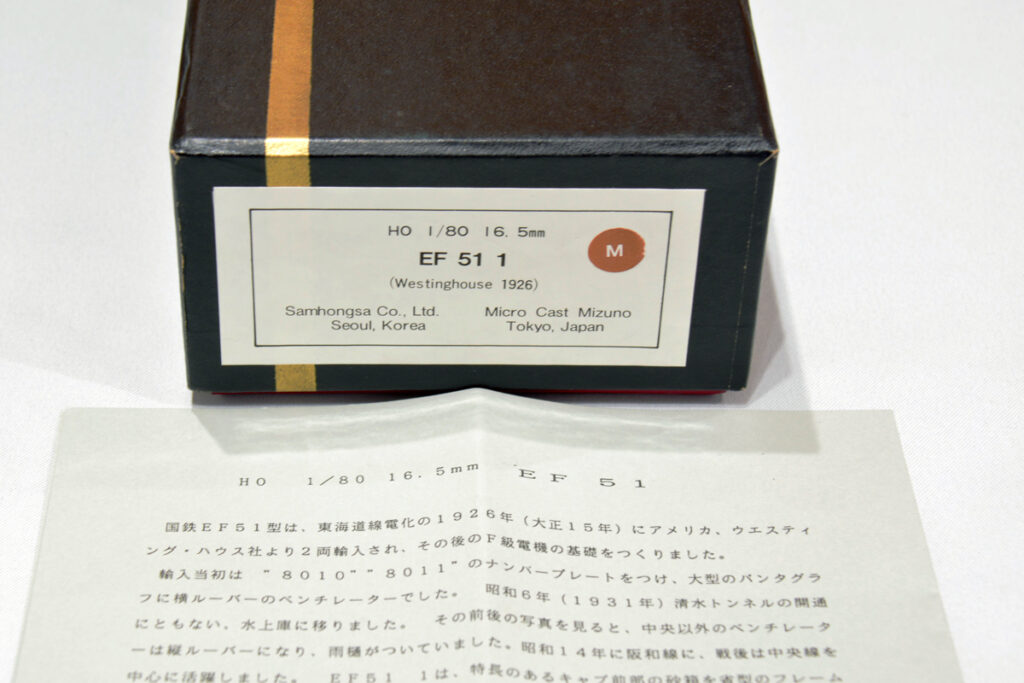 HO 1/80 16.5mm
M
EF 51 1
(Westinghouse 1926)
Samhongsa Co., Ltd.
Seoul, Korea
Micro Cast Mizuno
Tokyo, Japan
HO 1/80 16.5mm EF 51
国鉄EF51型は、東海道線電化の1926年(大正15年)にアメリカ、ウエスティ
ング・ハウス社より2両輸入され、その後のF級電機の基礎をつくりました。
輸入当初は "8010""8011"のナンバープレートをつけ、大型のパンタグラ
フに横ルーバーのベンチレーターでした。 昭和6年(1931年)清水トンネルの開通
にともない、水上庫に移りました。 その前後の写真を見ると、中央以外のベンチレータ
ーは縦ルーバーになり、雨樋がついていました。昭和14年に阪和線に、戦後は中央線を
中心に活躍しました。 EF51 1は、特長のあるキャブ前部の砂箱を省型のフレーム